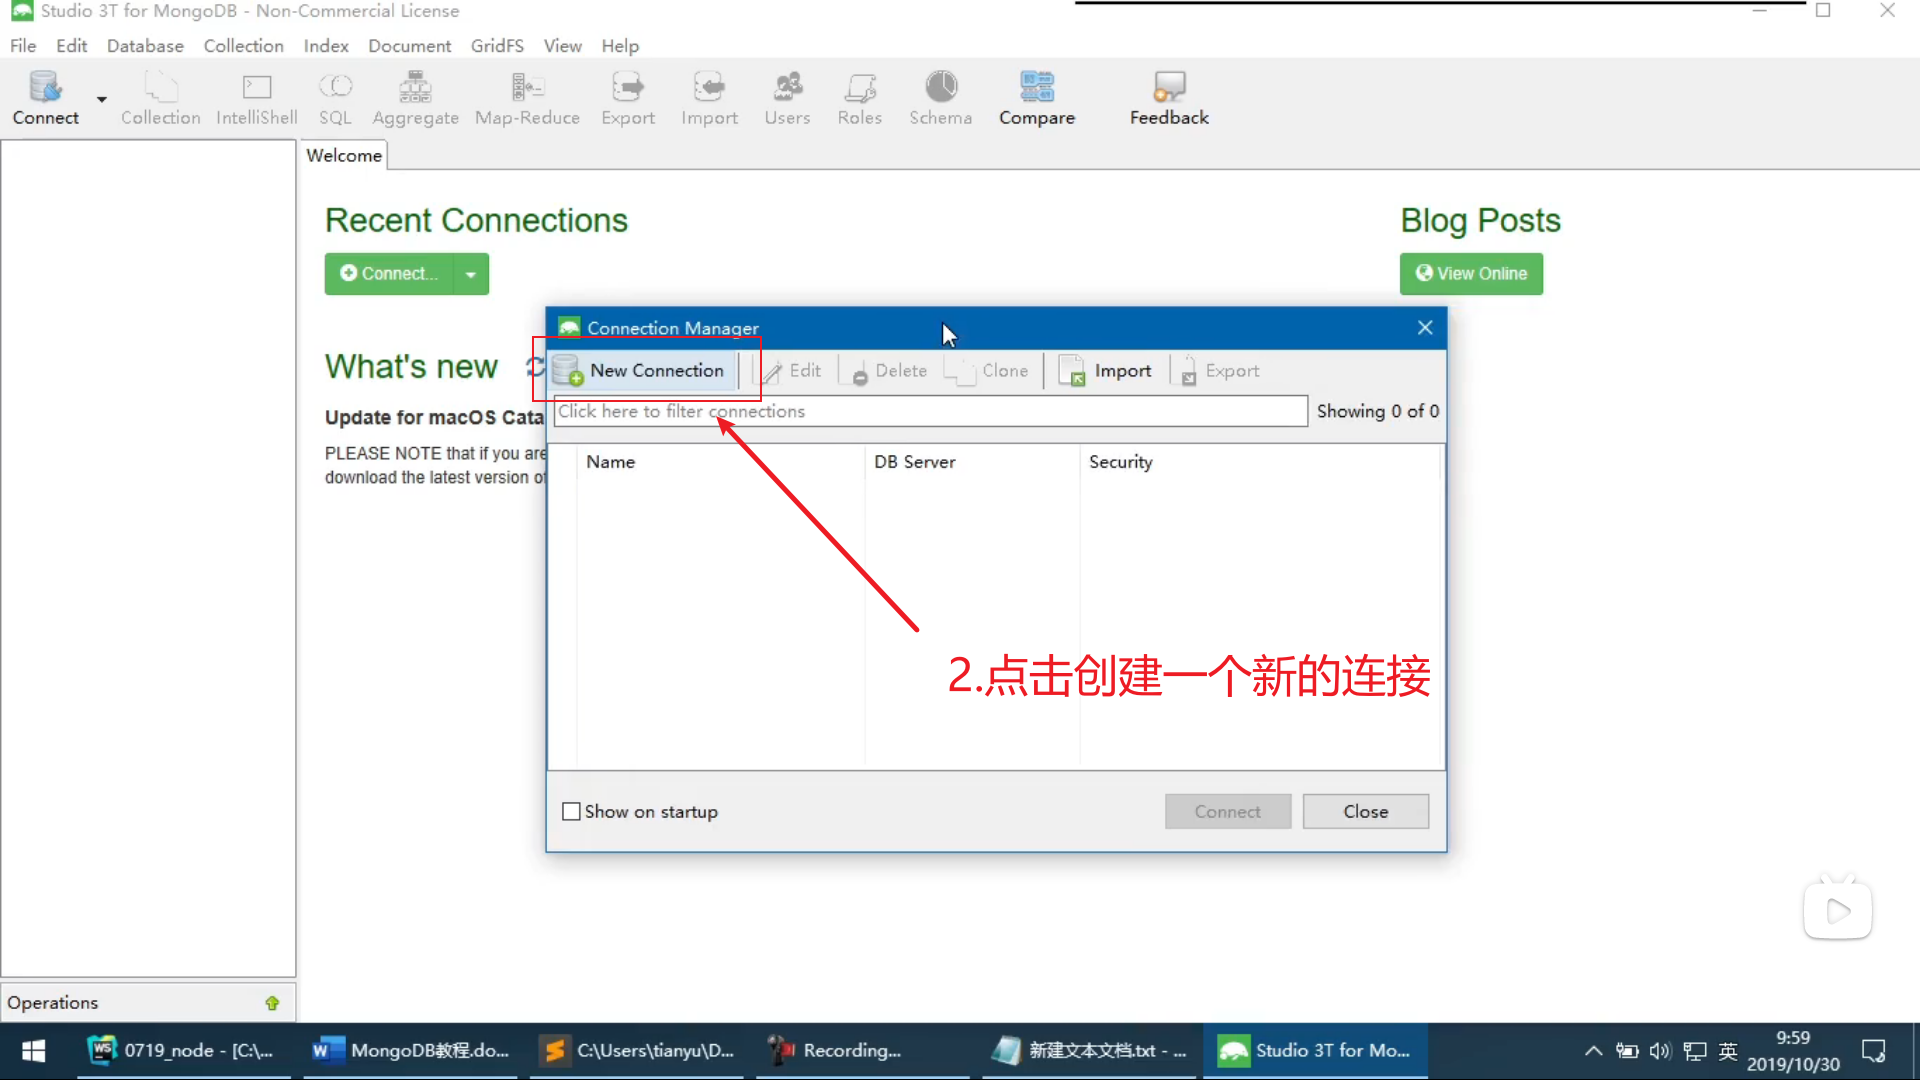 Studio 3T for MongoDB - Non-Commercial License
File Edit Database Collection Index Document GridFS View Help
Connect Collection IntelliShell SQL Aggregate Map-Reduce Export Import Users Roles Schema Compare Feedback
Welcome
Recent Connections
Blog Posts
Connect...
View Online
Connection Manager
What's new
New Connection Edit Delete Clone Import Export
Update for macOS Cata
Click here to filter connections
Showing 0 of 0
PLEASE NOTE that if you are
download the latest version of
Name DB Server Security
2.点击创建一个新的连接
Show on startup
Connect
Close
Operations
WS
0719_node - [C:\...
MongoDB教程.do...
C:\Users\tianyu\D...
Recording...
新建文本文档.txt - ...
Studio 3T for Mo...
英
9:59
2019/10/30